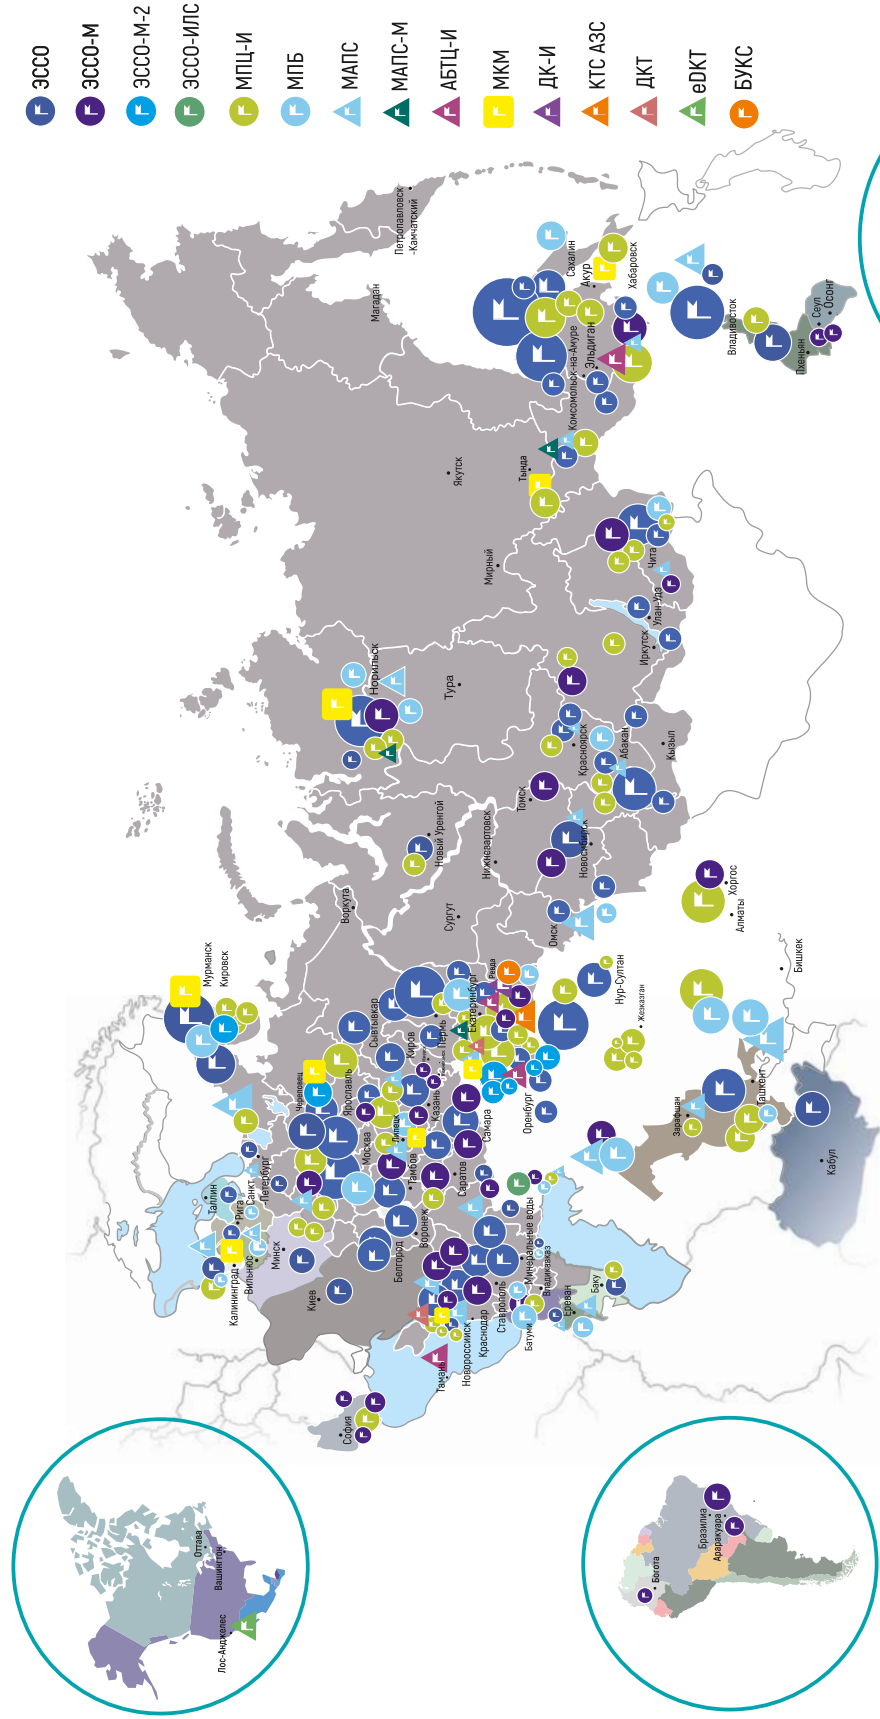 ЭССО
ЭССО-М
ЭССО-М-2
ЭССО-ИЛС
МПЦ-И
МПБ
МАПС
МАПС-М
АБТЦ-И
МКМ
ДК-И
КТС АЗС
ДКТ
eDKT
БУКС
Петропавловск
-Камчатский
Магадан
Сахалин
Акур
Хабаровск
Эльдиган
Комсомольск-на-Амуре
Владивосток
Сеул
Осонг
Пхеньян
Якутск
Тында
Мирный
Чита
Улан-Удэ
Иркутск
Норильск
Тура
Красноярск
Абакан
Кызыл
Томск
Новосибирск
Новый Уренгой
Нижневартовск
Воркута
Сургут
Омск
Хоргос
Алматы
Бишкек
Мурманск
Кировск
Сывтывкар
Киров
Пермь
Екатеринбург
Ревда
Нур-Султан
Жезказган
Череповец
Ярославль
Казань
Самара
Оренбург
Зарафшан
Ташкент
Кабул
Москва
Липецк
Тамбов
Саратов
Таллин
Рига
Санкт
-Петербург
Вильнюс
Калининград
Минск
Киев
Белгород
Воронеж
Минеральные воды
Владикавказ
Ставрополь
Краснодар
Новороссийск
Тамань
Батуми
Ереван
Баку
София
Оттава
Вашингтон
Лос-Анджелес
Бразилиа
Араракуара
Богота